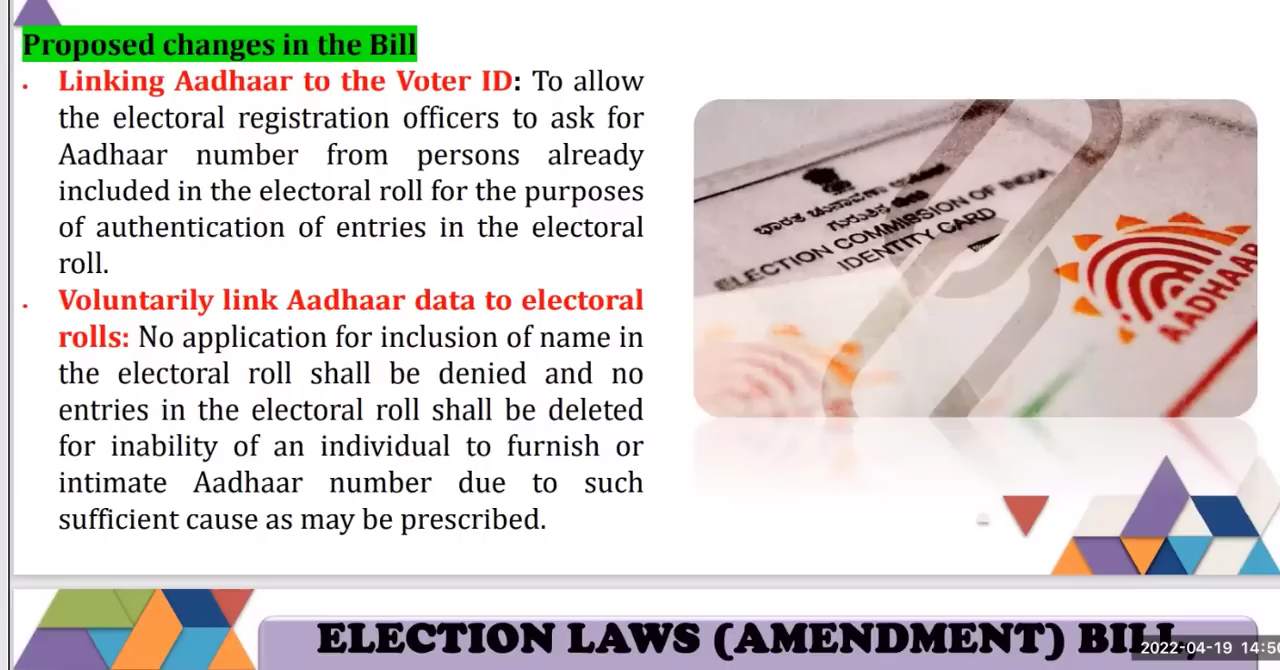 Proposed changes in the Bill
• Linking Aadhaar to the Voter ID: To allow
the electoral registration officers to ask for
Aadhaar number from persons already
included in the electoral roll for the purposes
of authentication of entries in the electoral
roll.
• Voluntarily link Aadhaar data to electoral
rolls: No application for inclusion of name in
the electoral roll shall be denied and no
entries in the electoral roll shall be deleted
for inability of an individual to furnish or
intimate Aadhaar number due to such
sufficient cause as may be prescribed.
ಭಾರತ ಚುನಾವಣಾ
ಗುರುತಿನ ಚೀಟಿ
ELECTION COMMISSION OF INDIA
IDENTITY CARD
AADHAAR
ELECTION LAWS (AMENDMENT) BILL
2022-04-19 14:56